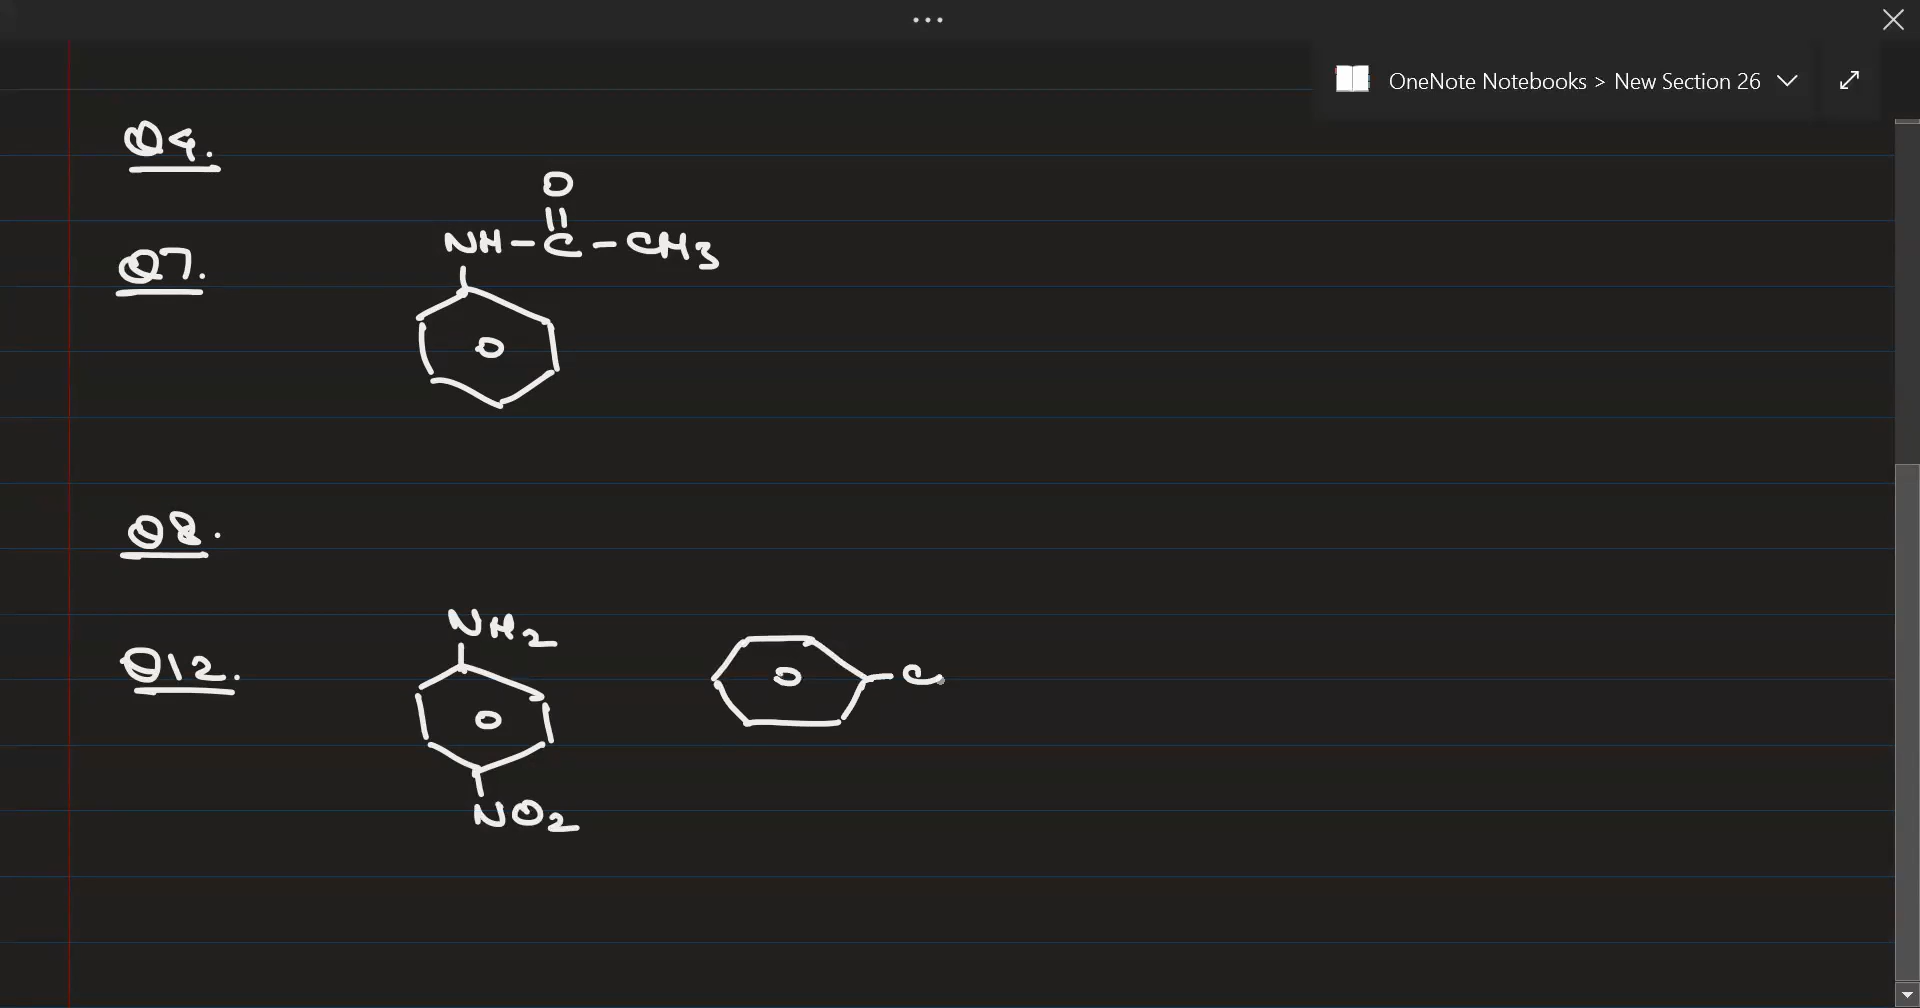 ...
OneNote Notebooks > New Section 26
Q4.
O
||
NH-C-CH3
Q7.
O
Q8.
NH2
Q12.
O
O
C
NO2